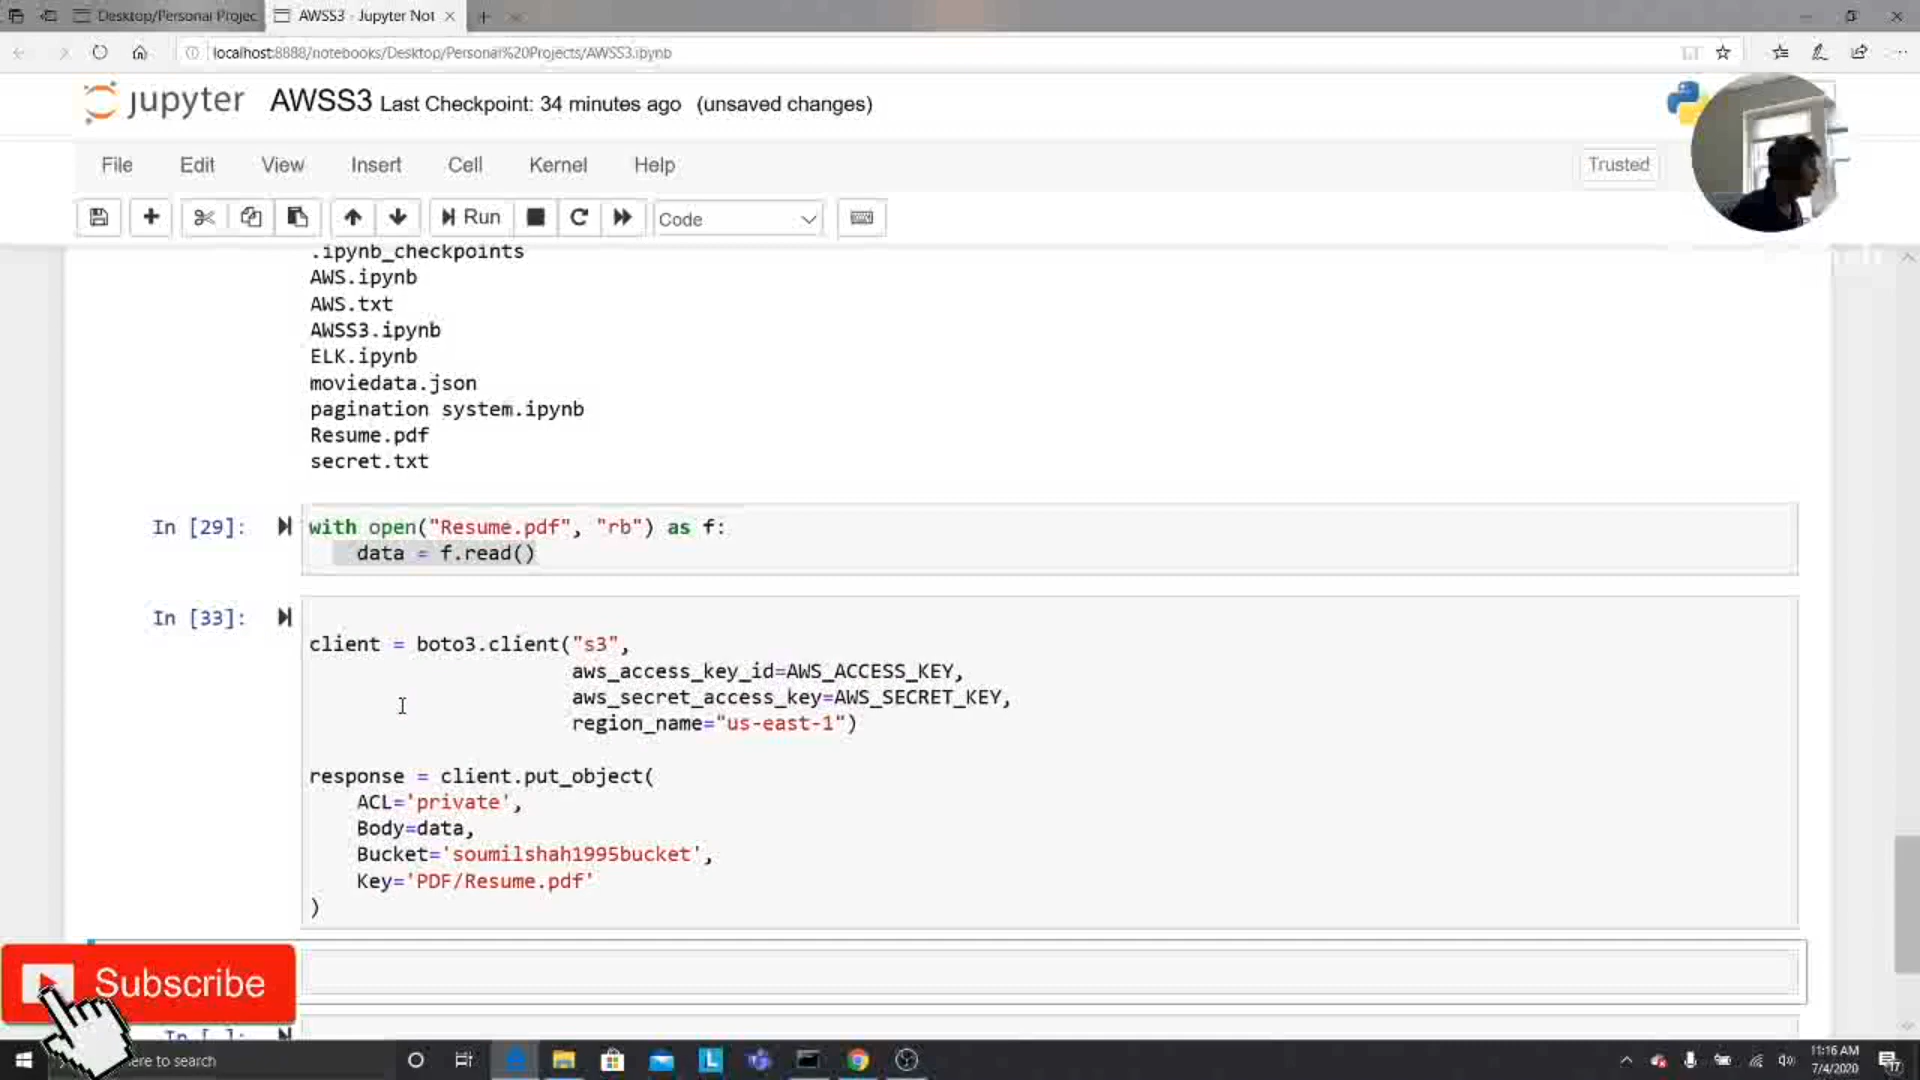 Desktop/Personal Projec
AWSS3 - Jupyter Not
localhost:8888/notebooks/Desktop/Personal%20Projects/AWSS3.ipynb
jupyter AWSS3 Last Checkpoint: 34 minutes ago (unsaved changes)
File Edit View Insert Cell Kernel Help Trusted
Run Code
.ipynb_checkpoints
AWS.ipynb
AWS.txt
AWSS3.ipynb
ELK.ipynb
moviedata.json
pagination system.ipynb
Resume.pdf
secret.txt
In [29]: with open("Resume.pdf", "rb") as f:
data = f.read()
In [33]:
client = boto3.client("s3",
aws_access_key_id=AWS_ACCESS_KEY,
aws_secret_access_key=AWS_SECRET_KEY,
region_name="us-east-1")
response = client.put_object(
ACL='private',
Body=data,
Bucket='soumilshah1995bucket',
Key='PDF/Resume.pdf'
)
Subscribe
In [ ]:
ere to search
11:16 AM
7/4/2020
17